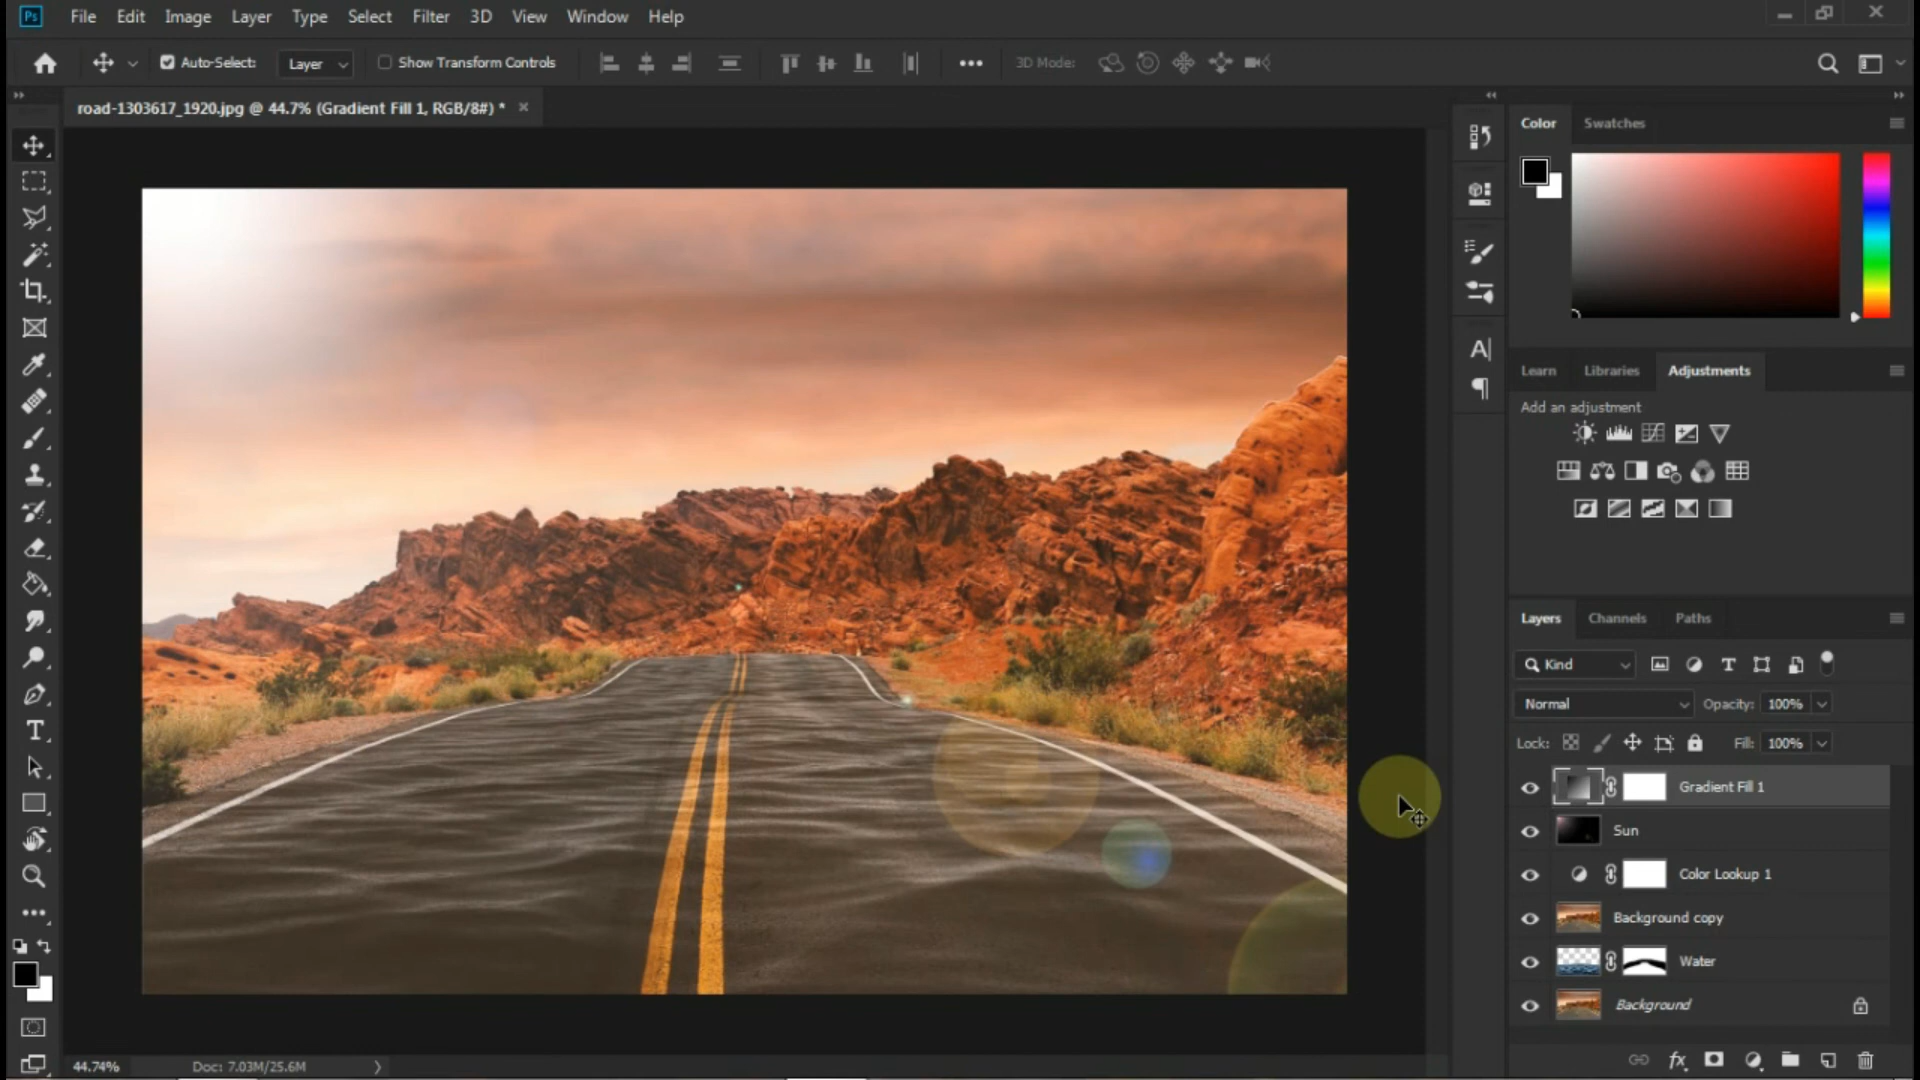 Ps File Edit Image Layer Type Select Filter 3D View Window Help
Auto-Select: Layer Show Transform Controls 3D Mode:
road-1303617_1920.jpg @ 44.7% (Gradient Fill 1, RGB/8#) *
Color Swatches
Learn Libraries Adjustments
Add an adjustment
Layers Channels Paths
Kind
Normal Opacity: 100%
Lock: Fill: 100%
Gradient Fill 1
Sun
Color Lookup 1
Background copy
Water
Background
fx
44.74% Doc: 7.03M/25.6M